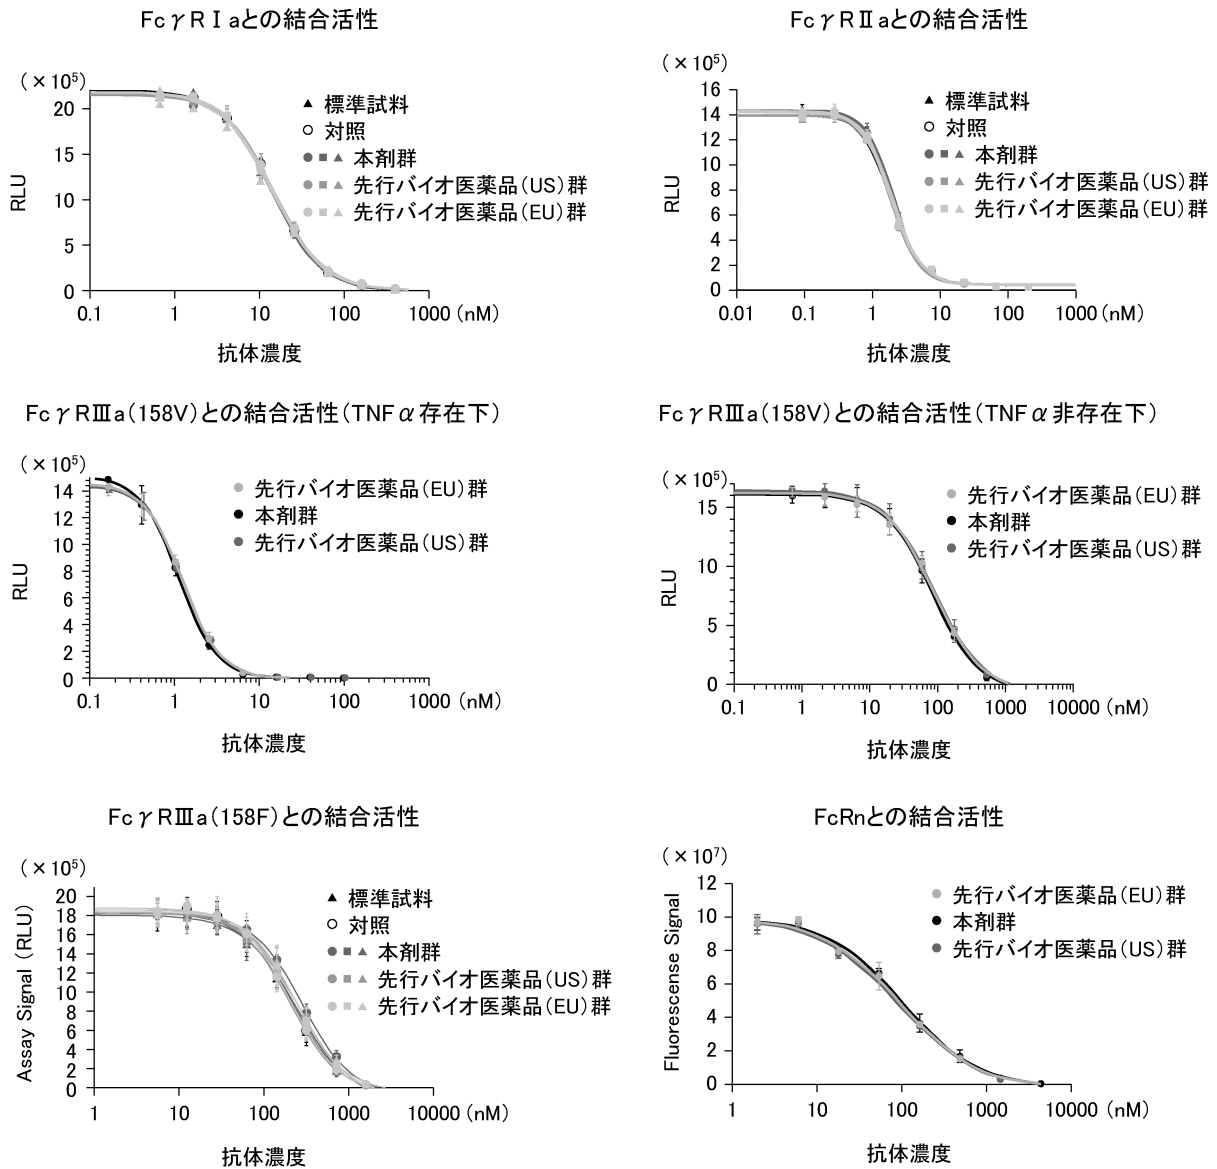 FcγRⅠaとの結合活性
(×10⁵)
20
15
10
5
0
RLU
0.1 1 10 100 1000 (nM)
抗体濃度
標準試料
対照
本剤群
先行バイオ医薬品(US)群
先行バイオ医薬品(EU)群
FcγRⅡaとの結合活性
(×10⁵)
16
14
12
10
8
6
4
2
0
RLU
0.01 0.1 1 10 100 1000 (nM)
抗体濃度
標準試料
対照
本剤群
先行バイオ医薬品(US)群
先行バイオ医薬品(EU)群
FcγRⅢa(158V)との結合活性(TNFα存在下)
(×10⁵)
14
12
10
8
6
4
2
0
RLU
0.1 1 10 100 1000 (nM)
抗体濃度
先行バイオ医薬品(EU)群
本剤群
先行バイオ医薬品(US)群
FcγRⅢa(158V)との結合活性(TNFα非存在下)
(×10⁵)
15
10
5
0
RLU
0.1 1 10 100 1000 10000 (nM)
抗体濃度
先行バイオ医薬品(EU)群
本剤群
先行バイオ医薬品(US)群
FcγRⅢa(158F)との結合活性
(×10⁵)
20
18
16
14
12
10
8
6
4
2
0
Assay Signal (RLU)
1 10 100 1000 10000 (nM)
抗体濃度
標準試料
対照
本剤群
先行バイオ医薬品(US)群
先行バイオ医薬品(EU)群
FcRnとの結合活性
(×10⁷)
12
10
8
6
4
2
0
Fluorescense Signal
1 10 100 1000 10000 (nM)
抗体濃度
先行バイオ医薬品(EU)群
本剤群
先行バイオ医薬品(US)群